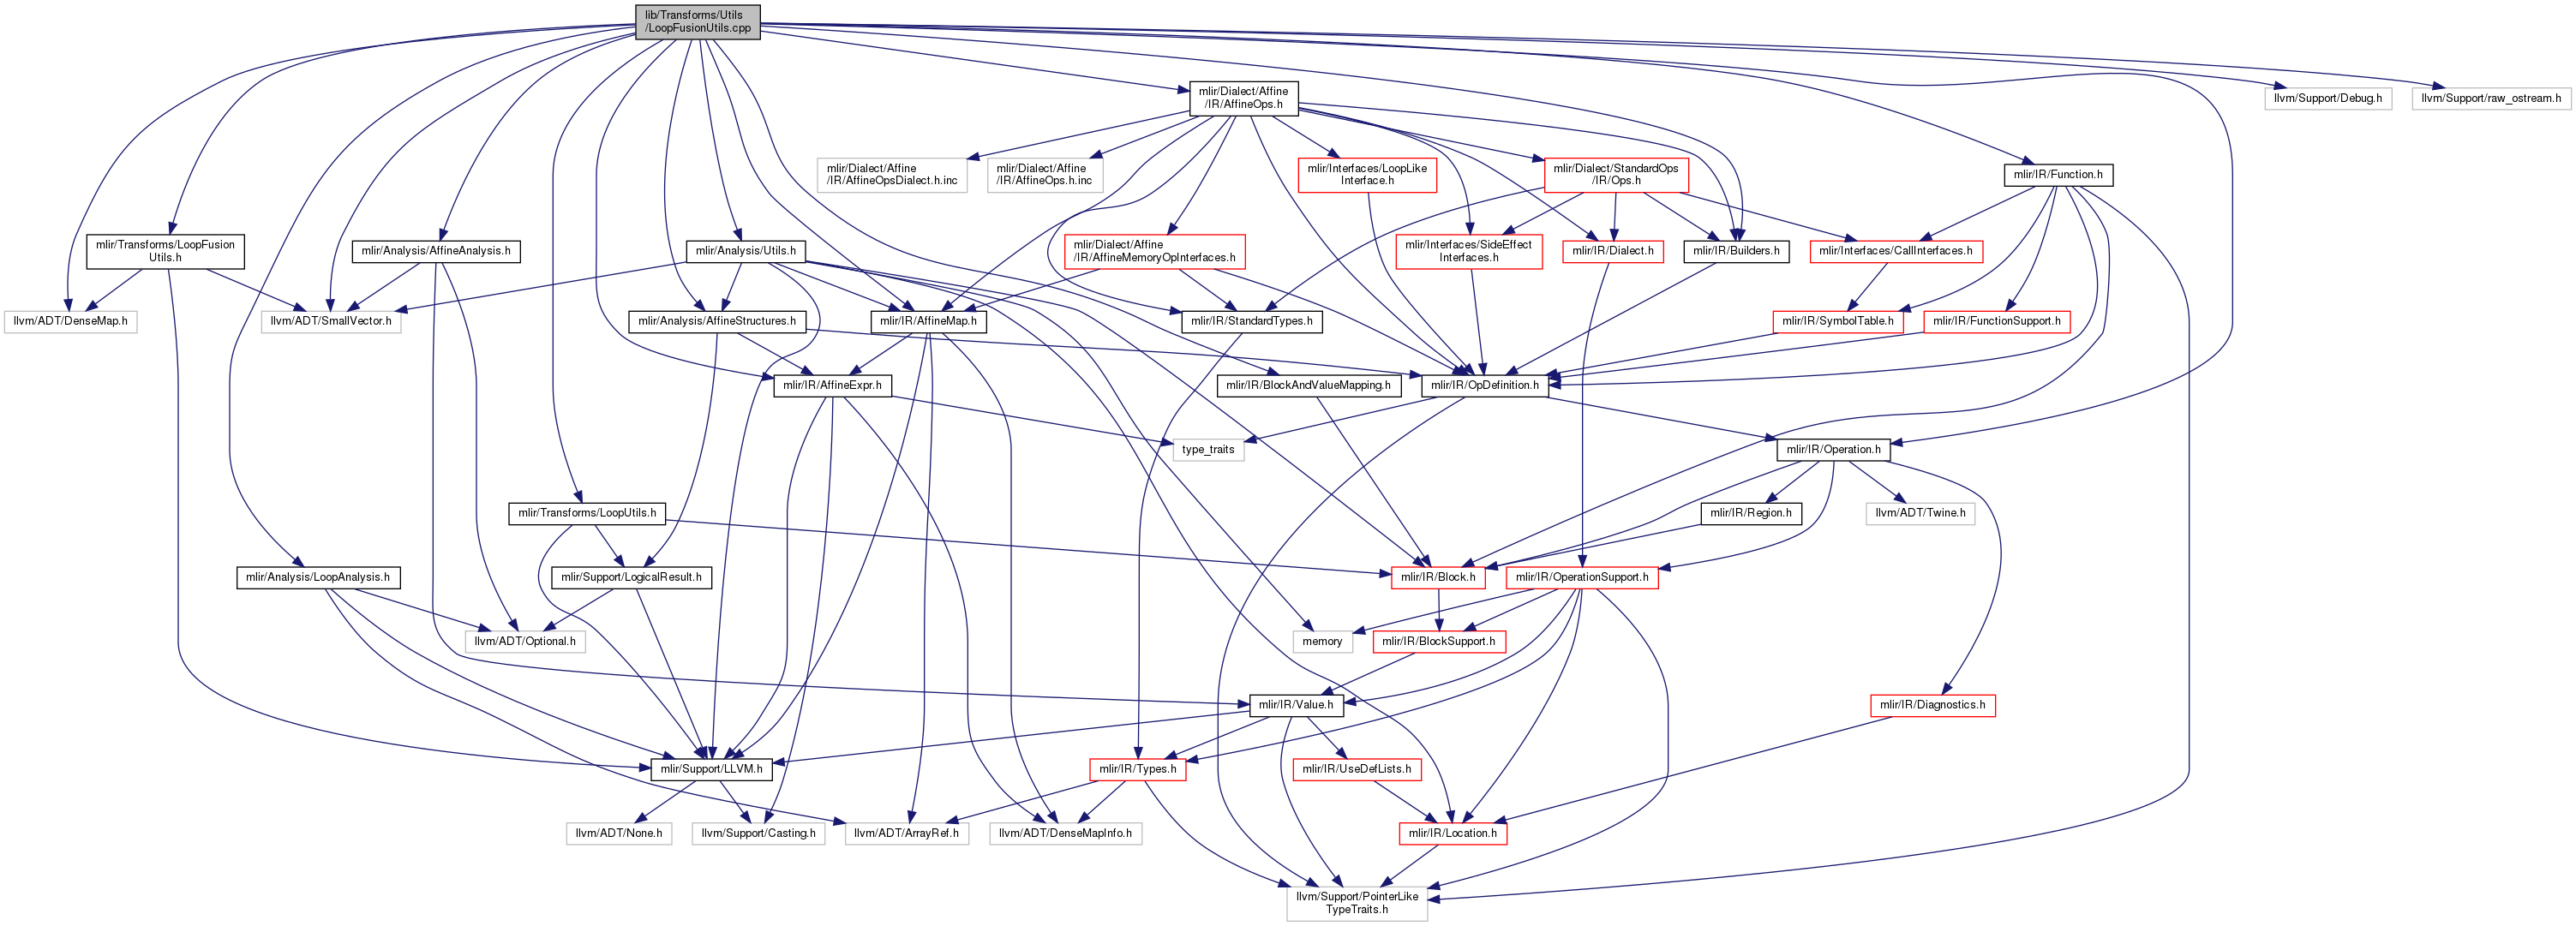 lib/Transforms/Utils
/LoopFusionUtils.cpp
mlir/Dialect/Affine
/IR/AffineOps.h
llvm/Support/Debug.h
llvm/Support/raw_ostream.h
mlir/Dialect/Affine
/IR/AffineOpsDialect.h.inc
mlir/Dialect/Affine
/IR/AffineOps.h.inc
mlir/Interfaces/LoopLike
Interface.h
mlir/Dialect/StandardOps
/IR/Ops.h
mlir/IR/Function.h
mlir/Transforms/LoopFusion
Utils.h
mlir/Analysis/AffineAnalysis.h
mlir/Analysis/Utils.h
mlir/Dialect/Affine
/IR/AffineMemoryOpInterfaces.h
mlir/Interfaces/SideEffect
Interfaces.h
mlir/IR/Dialect.h
mlir/IR/Builders.h
mlir/Interfaces/CallInterfaces.h
llvm/ADT/DenseMap.h
llvm/ADT/SmallVector.h
mlir/Analysis/AffineStructures.h
mlir/IR/AffineMap.h
mlir/IR/StandardTypes.h
mlir/IR/SymbolTable.h
mlir/IR/FunctionSupport.h
mlir/IR/AffineExpr.h
mlir/IR/BlockAndValueMapping.h
mlir/IR/OpDefinition.h
type_traits
mlir/IR/Operation.h
mlir/Transforms/LoopUtils.h
mlir/IR/Region.h
llvm/ADT/Twine.h
mlir/Analysis/LoopAnalysis.h
mlir/Support/LogicalResult.h
mlir/IR/Block.h
mlir/IR/OperationSupport.h
llvm/ADT/Optional.h
memory
mlir/IR/BlockSupport.h
mlir/IR/Value.h
mlir/IR/Diagnostics.h
mlir/Support/LLVM.h
mlir/IR/Types.h
mlir/IR/UseDefLists.h
llvm/ADT/None.h
llvm/Support/Casting.h
llvm/ADT/ArrayRef.h
llvm/ADT/DenseMapInfo.h
mlir/IR/Location.h
llvm/Support/PointerLike
TypeTraits.h